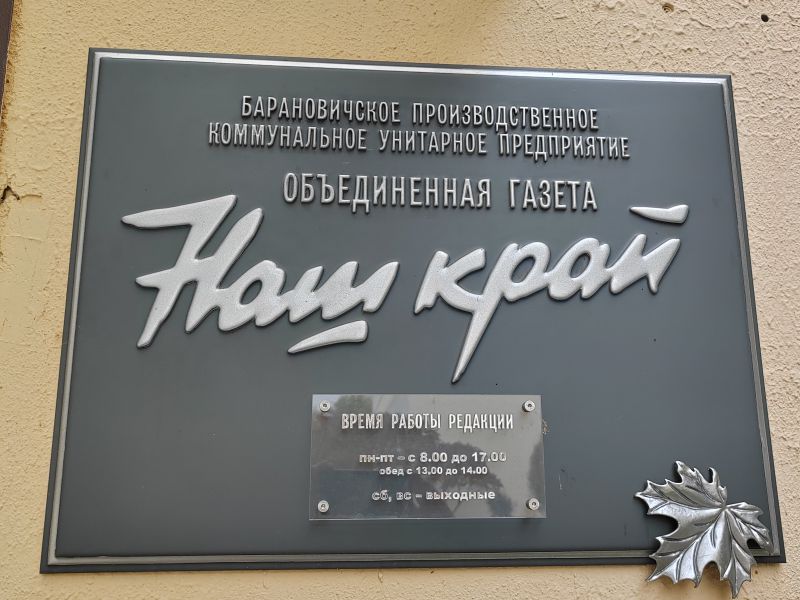 БАРАНОВИЧСКОЕ ПРОИЗВОДСТВЕННОЕ
КОММУНАЛЬНОЕ УНИТАРНОЕ ПРЕДПРИЯТИЕ
ОБЪЕДИНЕННАЯ ГАЗЕТА
Наш край
ВРЕМЯ РАБОТЫ РЕДАКЦИИ
пн-пт – с 8.00 до 17.00
обед с 13.00 до 14.00
сб, вс – выходные